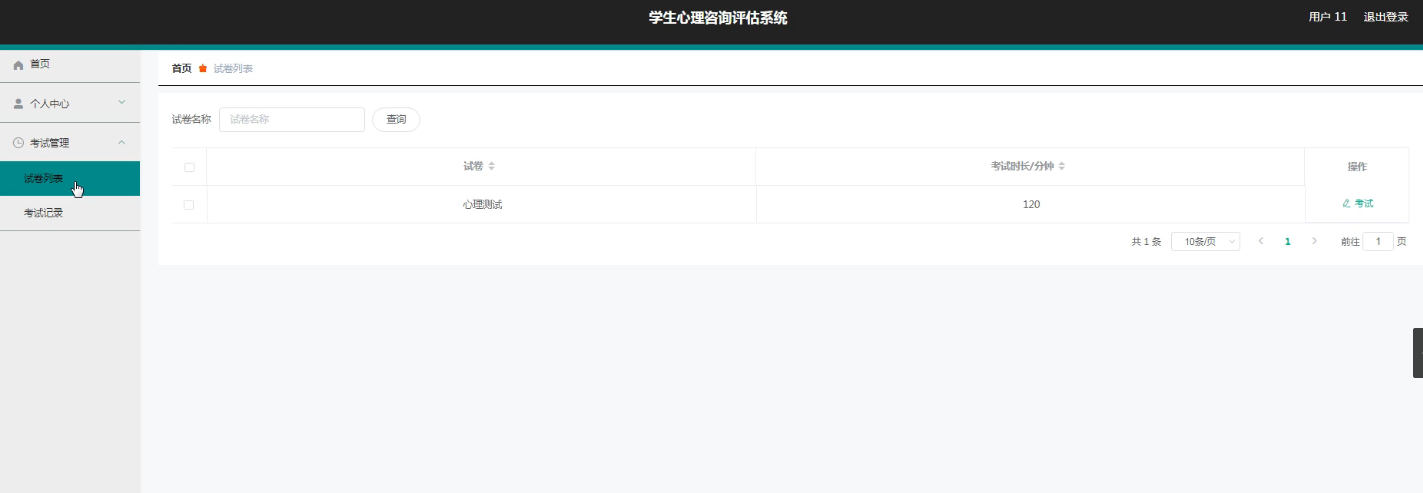 学生心理咨询评估系统
用户 11 退出登录
首页
个人中心
考试管理
试卷列表
考试记录
首页 试卷列表
试卷名称 试卷名称 查询
试卷 考试时长/分钟 操作
心理测试 120 考试
共 1 条 10条/页 1 前往 1 页